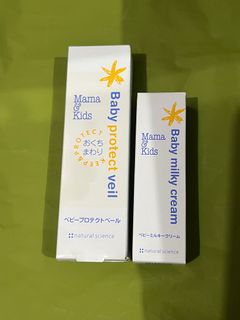 Mama
& Kids
Baby protect veil
KEEP & PROTECT
おくち
まわり
ベビープロテクトベール
natural science
Mama
& Kids
Baby milky cream
ベビーミルキークリーム
natural science